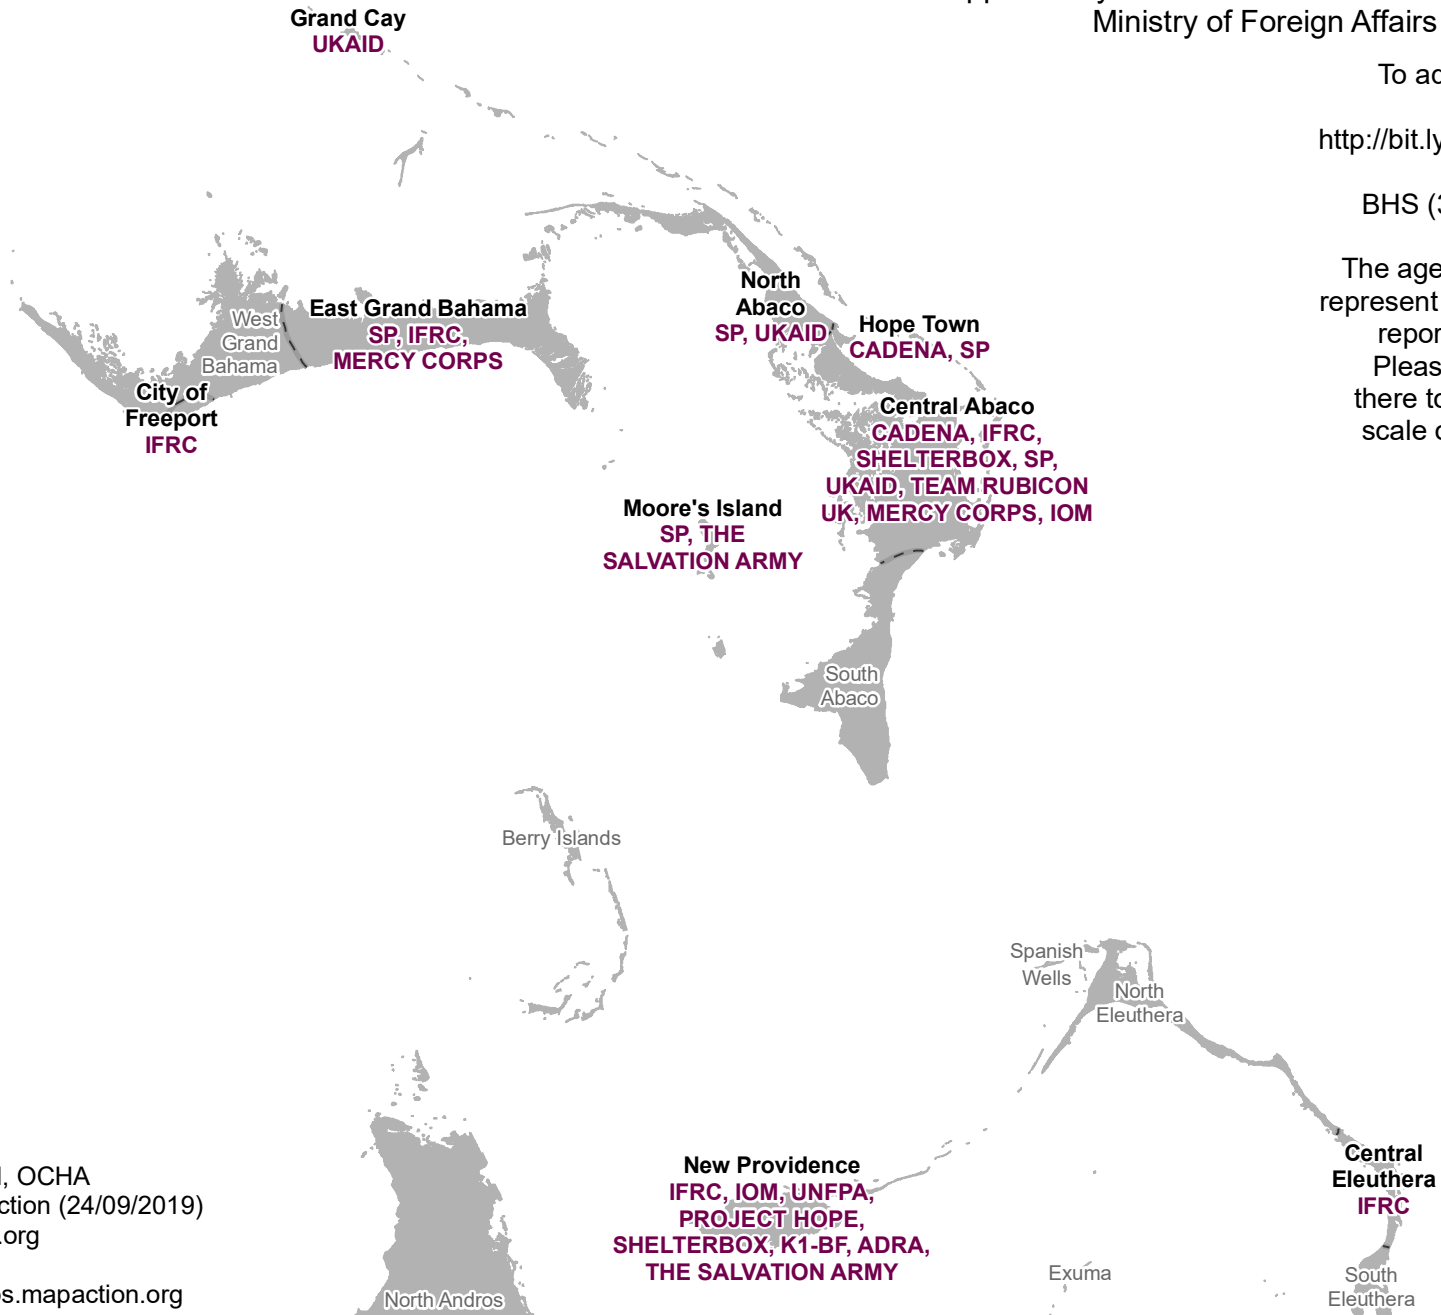 Grand Cay
UKAID
Ministry of Foreign Affairs
To ad
http://bit.ly
BHS (3
The age
represent
repor
Pleas
there to
scale o
North
Abaco
SP, UKAID
Hope Town
CADENA, SP
East Grand Bahama
SP, IFRC,
MERCY CORPS
West
Grand
Bahama
City of
Freeport
IFRC
Central Abaco
CADENA, IFRC,
SHELTERBOX, SP,
UKAID, TEAM RUBICON
UK, MERCY CORPS, IOM
Moore's Island
SP, THE
SALVATION ARMY
South
Abaco
Berry Islands
Spanish
Wells
North
Eleuthera
Central
Eleuthera
IFRC
New Providence
IFRC, IOM, UNFPA,
PROJECT HOPE,
SHELTERBOX, K1-BF, ADRA,
THE SALVATION ARMY
Exuma
South
Eleuthera
North Andros
, OCHA
ction (24/09/2019)
.org
s.mapaction.org